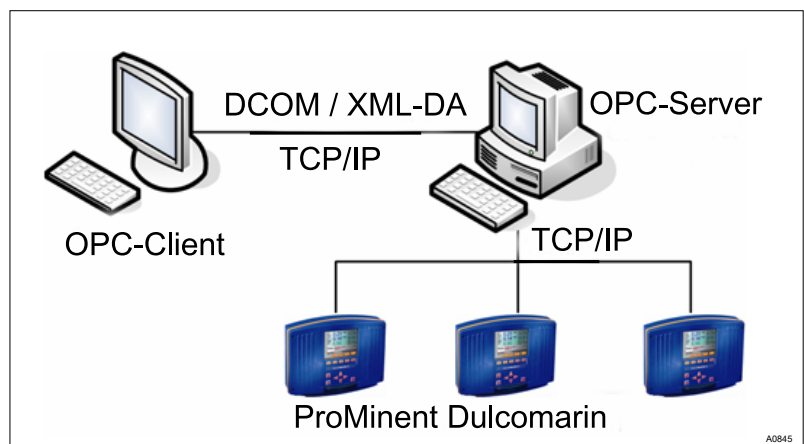 DCOM / XML-DA
OPC-Server
TCP/IP
OPC-Client
TCP/IP
ProMinent Dulcomarin
A0845